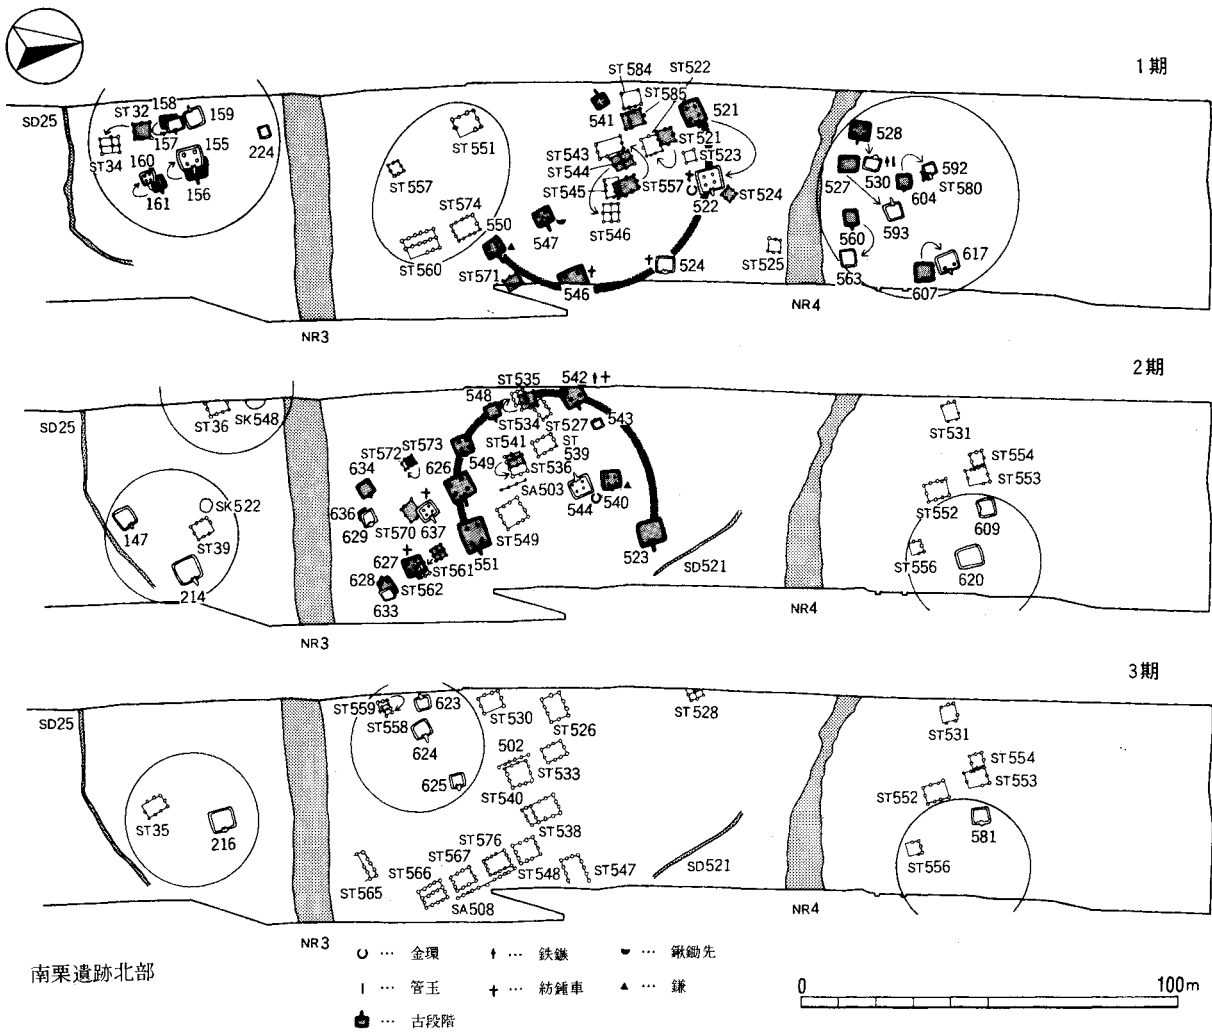 1期
SD25
ST32
158
159
157
155
ST34
160
161
156
224
NR3
ST551
ST557
ST574
ST560
550
ST571
547
546
ST584
ST585
541
ST522
521
ST543
ST544
ST545
ST557
ST546
ST521
ST523
522
ST524
524
ST525
NR4
528
527
530
604
592
ST580
560
593
563
607
617
2期
SD25
ST36
SK548
SK522
147
ST39
214
NR3
634
ST572
ST573
636
629
ST570
626
637
627
628
633
ST562
ST561
551
549
548
ST535
ST534
542
543
ST527
ST541
ST
539
ST536
SA503
544
540
ST549
523
SD521
NR4
ST531
ST554
ST553
ST552
609
ST556
620
3期
SD25
ST35
216
NR3
ST559
ST558
623
624
625
ST530
ST526
502
ST533
ST540
ST538
ST576
ST567
ST566
ST565
ST548
ST547
SA508
ST528
SD521
NR4
ST531
ST554
ST553
ST552
581
ST556
南栗遺跡北部
… 金環
… 鉄鏃
… 鍬鋤先
… 管玉
… 紡錘車
… 鎌
… 古段階
0 100m